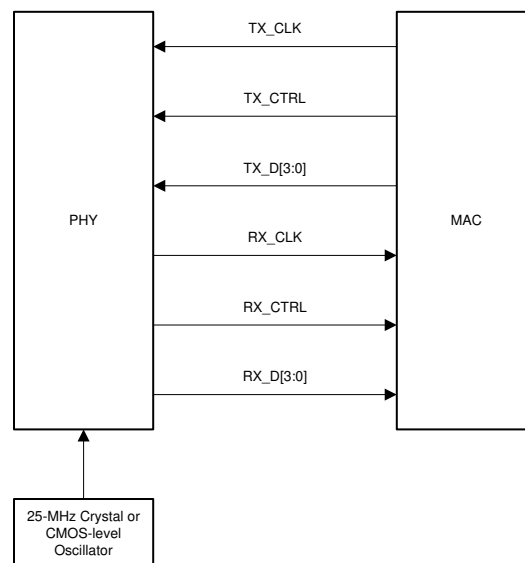 TX_CLK
TX_CTRL
TX_D[3:0]
PHY
MAC
RX_CLK
RX_CTRL
RX_D[3:0]
25-MHz Crystal or
CMOS-level
Oscillator